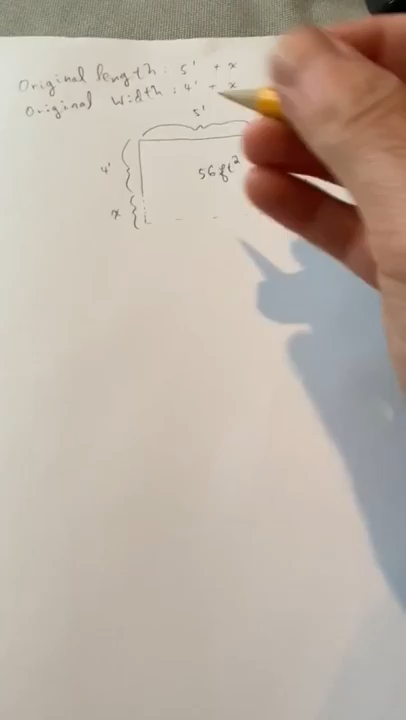 Original length: 5' + x
Original Width: 4' + x
5'
4'
56ft²
x